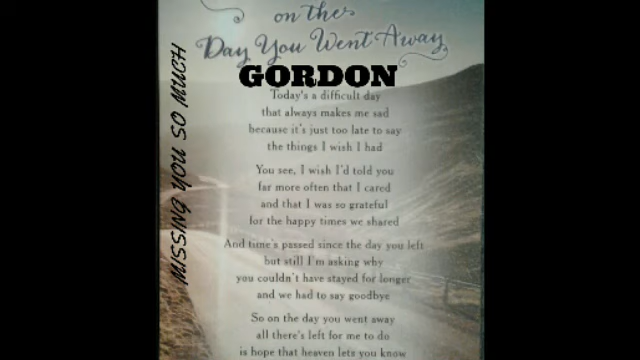 on the
Day You Went Away
GORDON
MISSING YOU SO MUCH
Today's a difficult day
that always makes me sad
because it's just too late to say
the things I wish I had
You see, I wish I'd told you
far more often that I cared
and that I was so grateful
for the happy times we shared
And time's passed since the day you left
but still I'm asking why
you couldn't have stayed for longer
and we had to say goodbye
So on the day you went away
all there's left for me to do
is hope that heaven lets you know